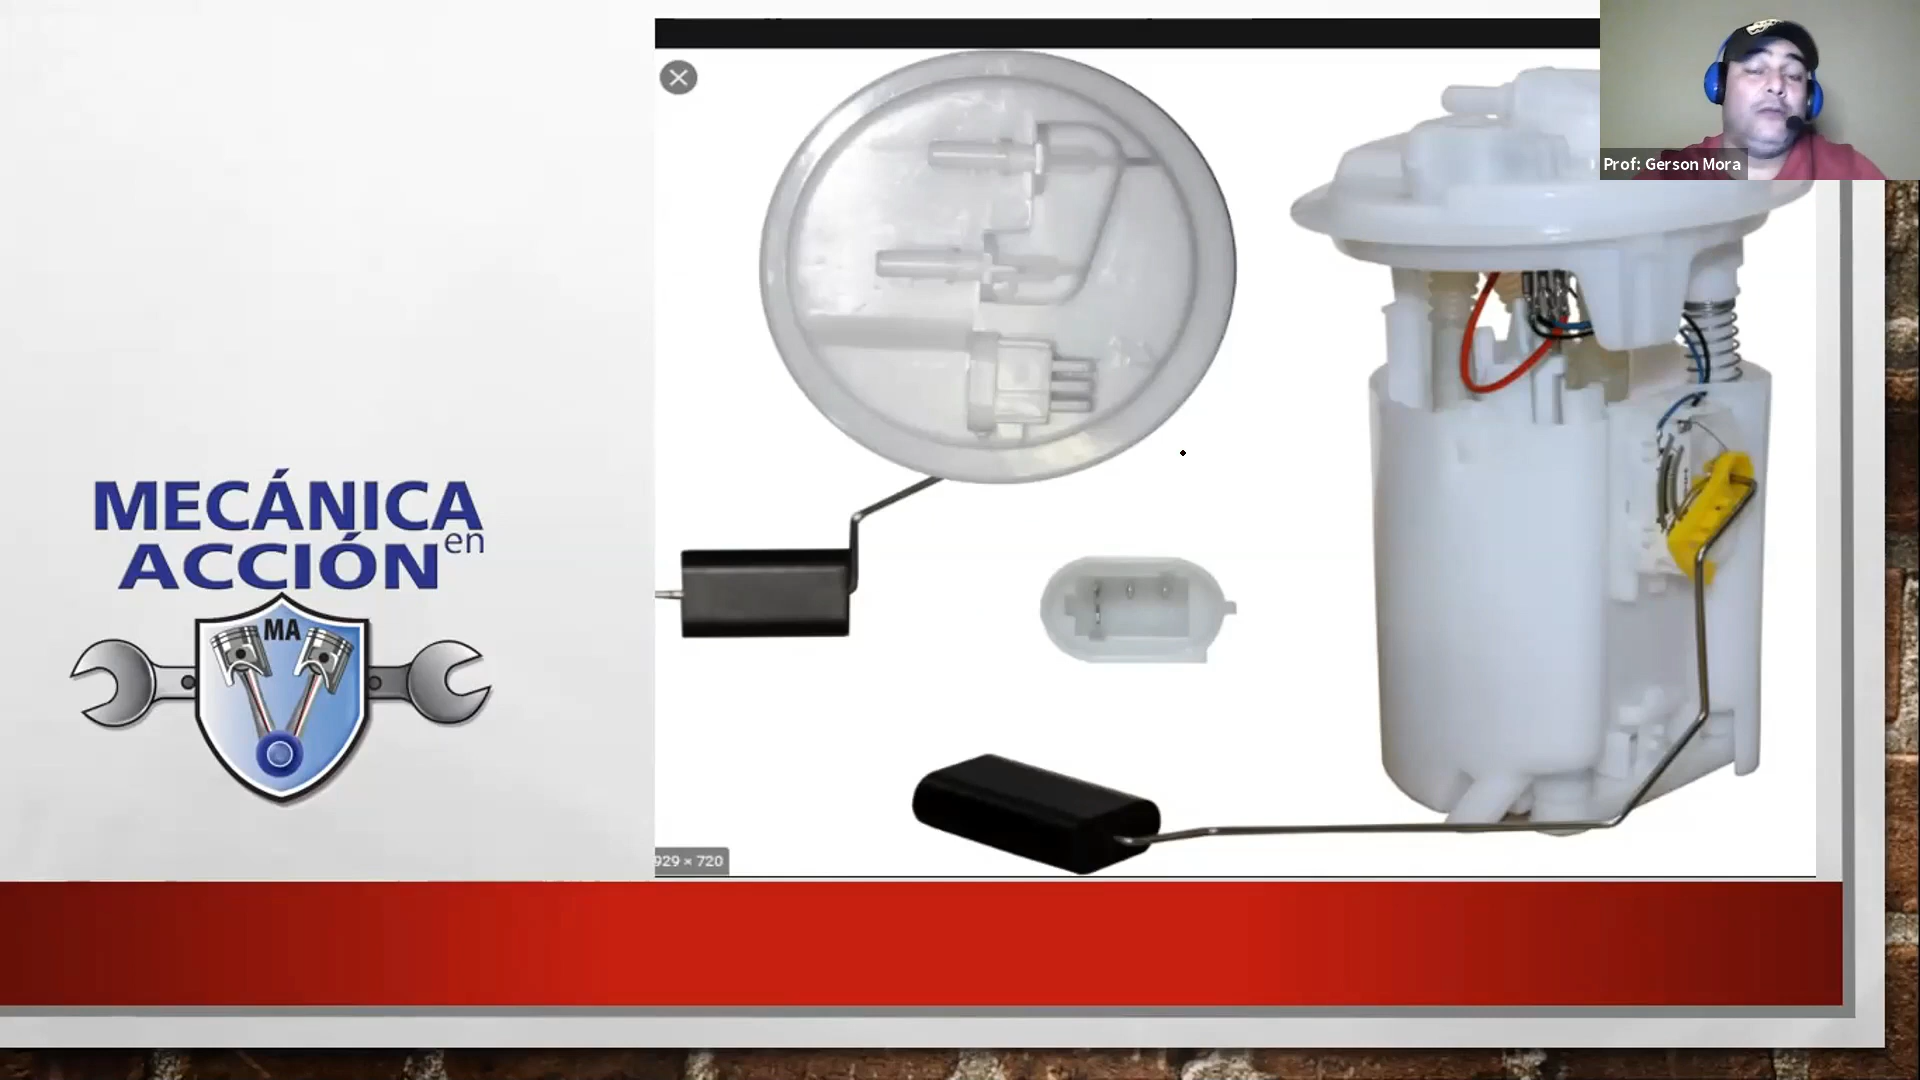 Prof: Gerson Mora
MECÁNICA
en
ACCIÓN
MA
929 × 720